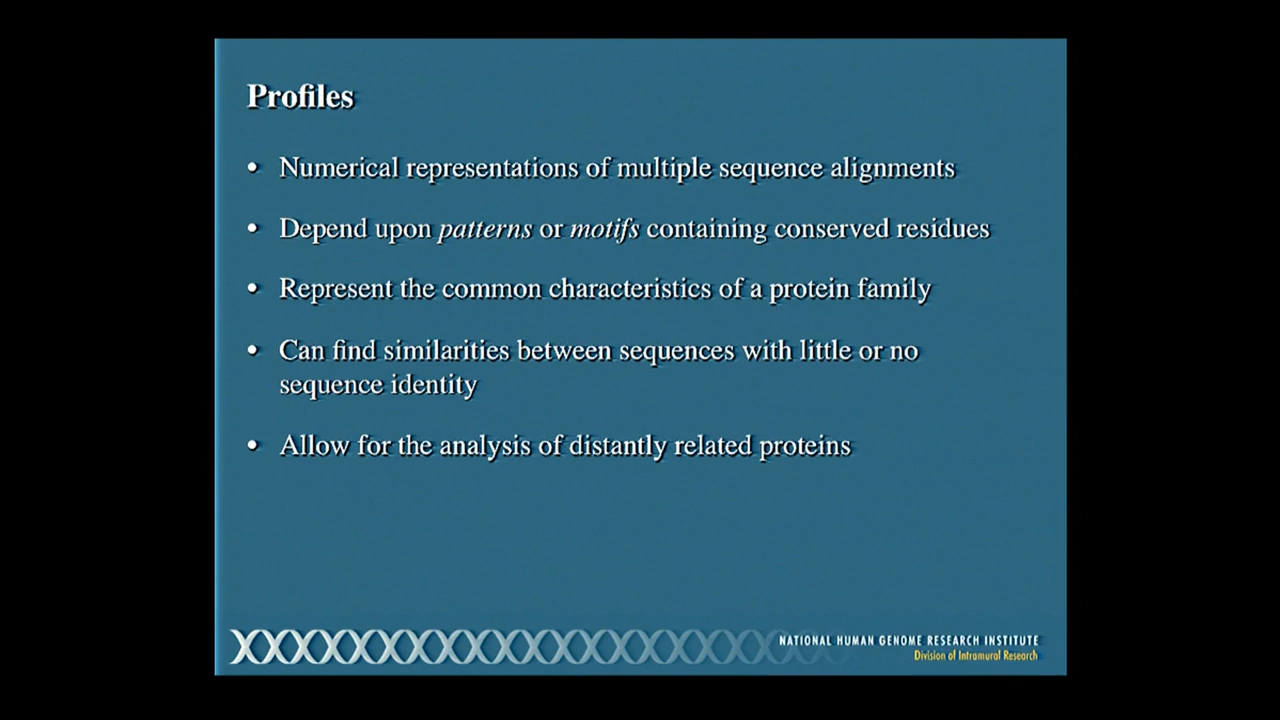 Profiles
• Numerical representations of multiple sequence alignments
• Depend upon patterns or motifs containing conserved residues
• Represent the common characteristics of a protein family
• Can find similarities between sequences with little or no
sequence identity
• Allow for the analysis of distantly related proteins
NATIONAL HUMAN GENOME RESEARCH INSTITUTE
Division of Intramural Research